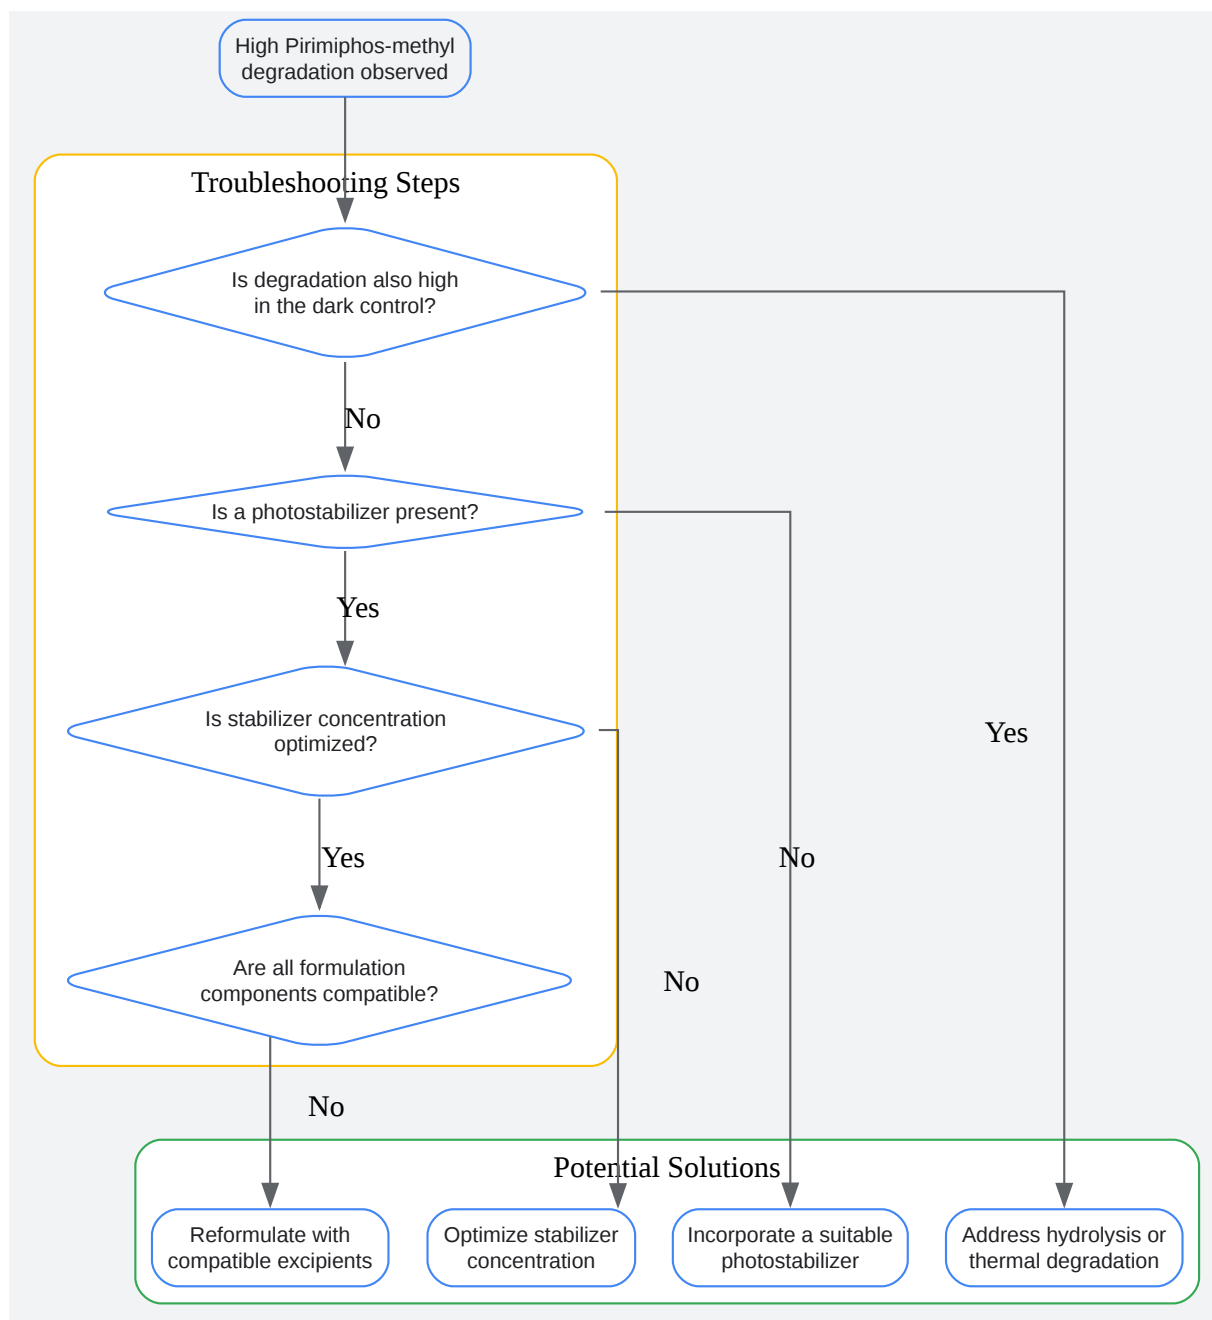 High Pirimiphos-methyl
degradation observed
Troubleshooting Steps
Is degradation also high
in the dark control?
No
Is a photostabilizer present?
Yes
Is stabilizer concentration
optimized?
Yes
Yes
No
Are all formulation
components compatible?
No
No
Potential Solutions
Reformulate with
compatible excipients
Optimize stabilizer
concentration
Incorporate a suitable
photostabilizer
Address hydrolysis or
thermal degradation